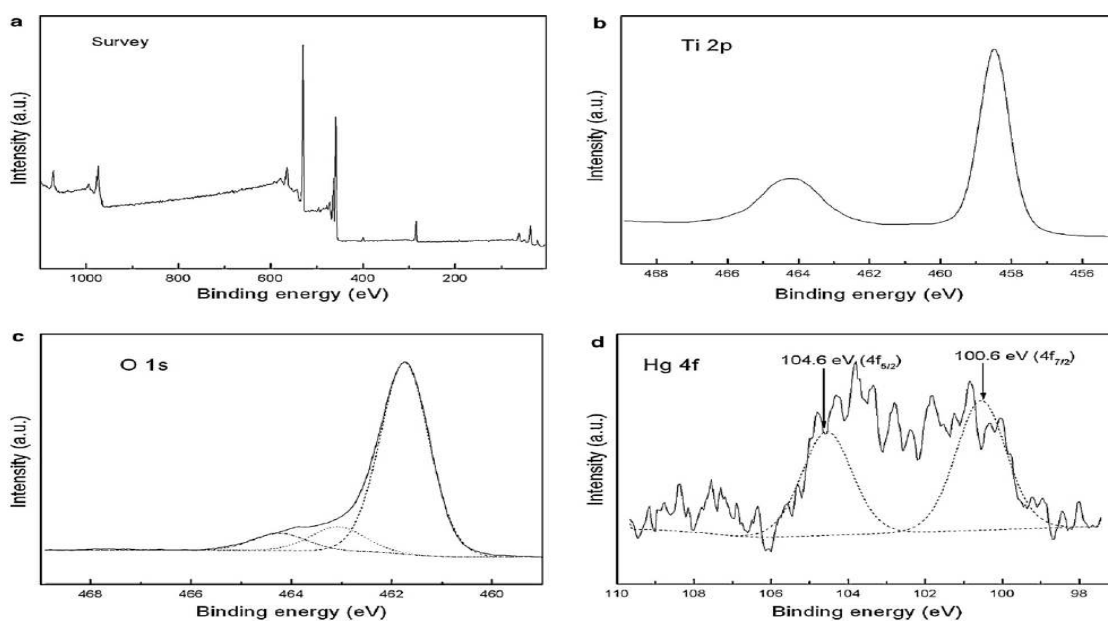 a
Survey
Intensity (a.u.)
1000 800 600 400 200
Binding energy (eV)
b
Ti 2p
Intensity (a.u.)
468 466 464 462 460 458 456
Binding energy (eV)
c
O 1s
Intensity (a.u.)
468 466 464 462 460
Binding energy (eV)
d
Hg 4f
104.6 eV (4f5/2)
100.6 eV (4f7/2)
Intensity (a.u.)
110 108 106 104 102 100 98
Binding energy (eV)